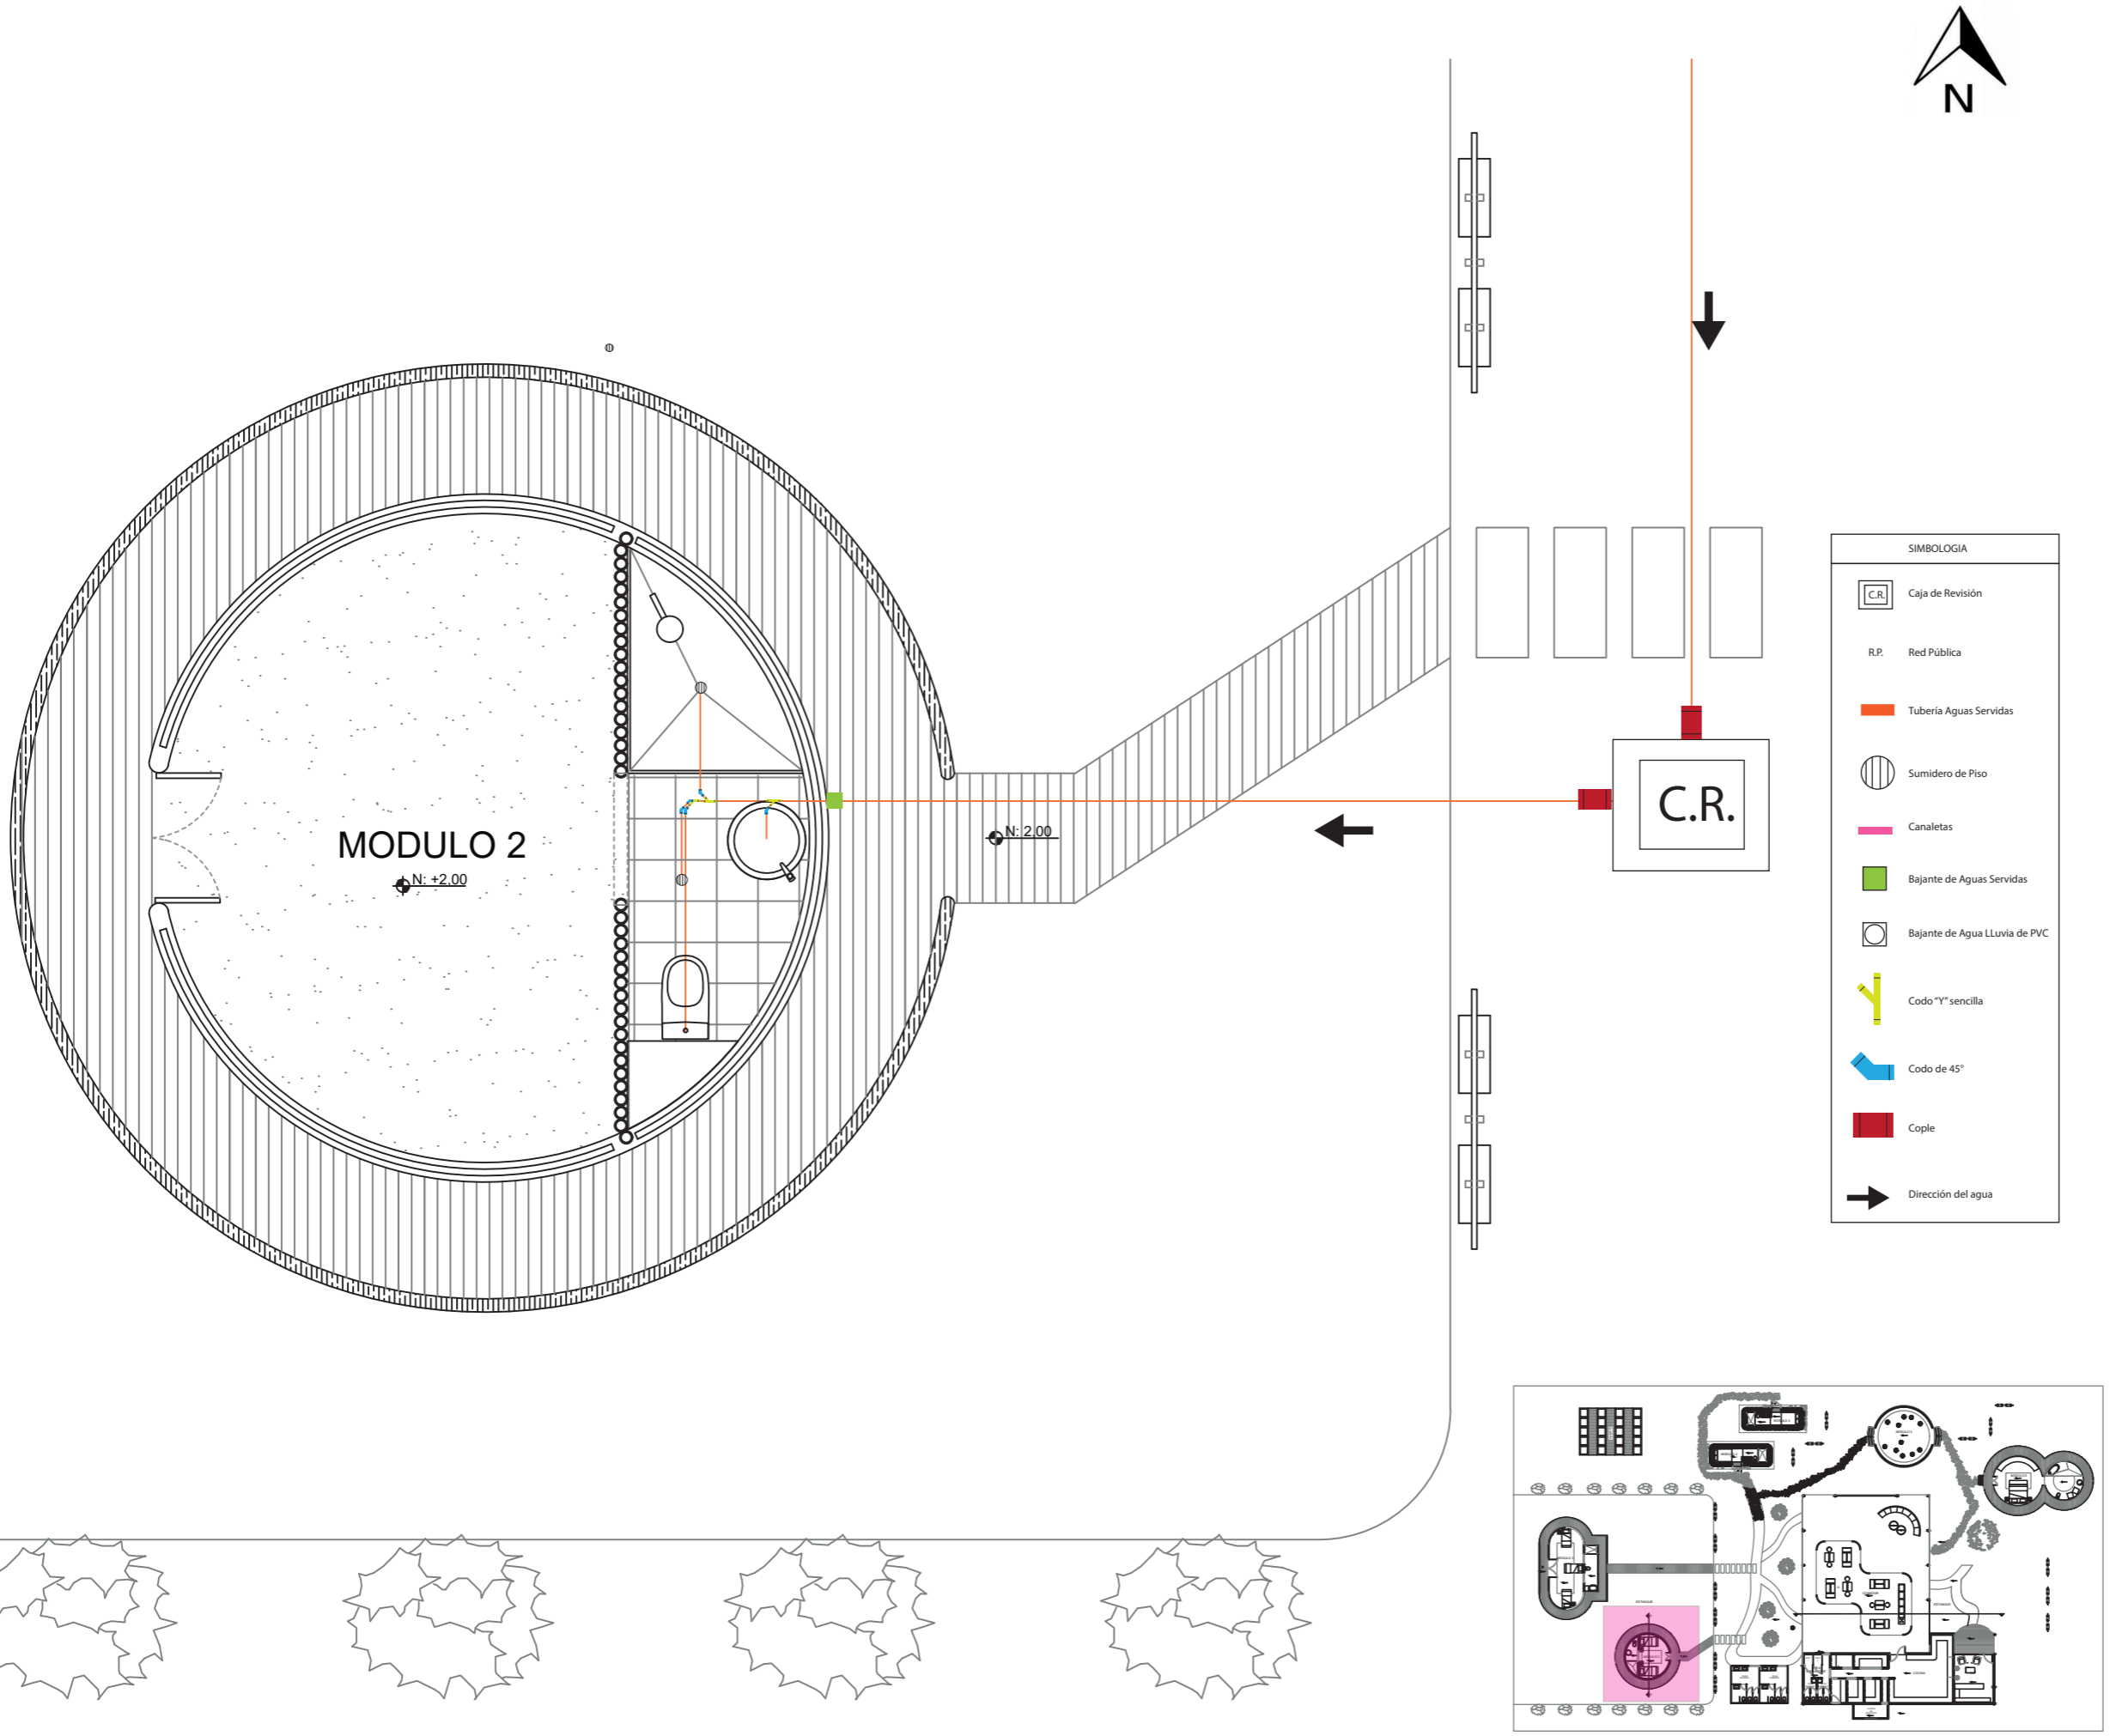 N
SIMBOLOGIA
C.R.
Caja de Revisión
R.P.
Red Pública
Tubería Aguas Servidas
Sumidero de Piso
Canaletas
Bajante de Aguas Servidas
Bajante de Agua LLuvia de PVC
Codo "Y" sencilla
Codo de 45°
Cople
Dirección del agua
C.R.
MODULO 2
N: +2,00
N: 2,00